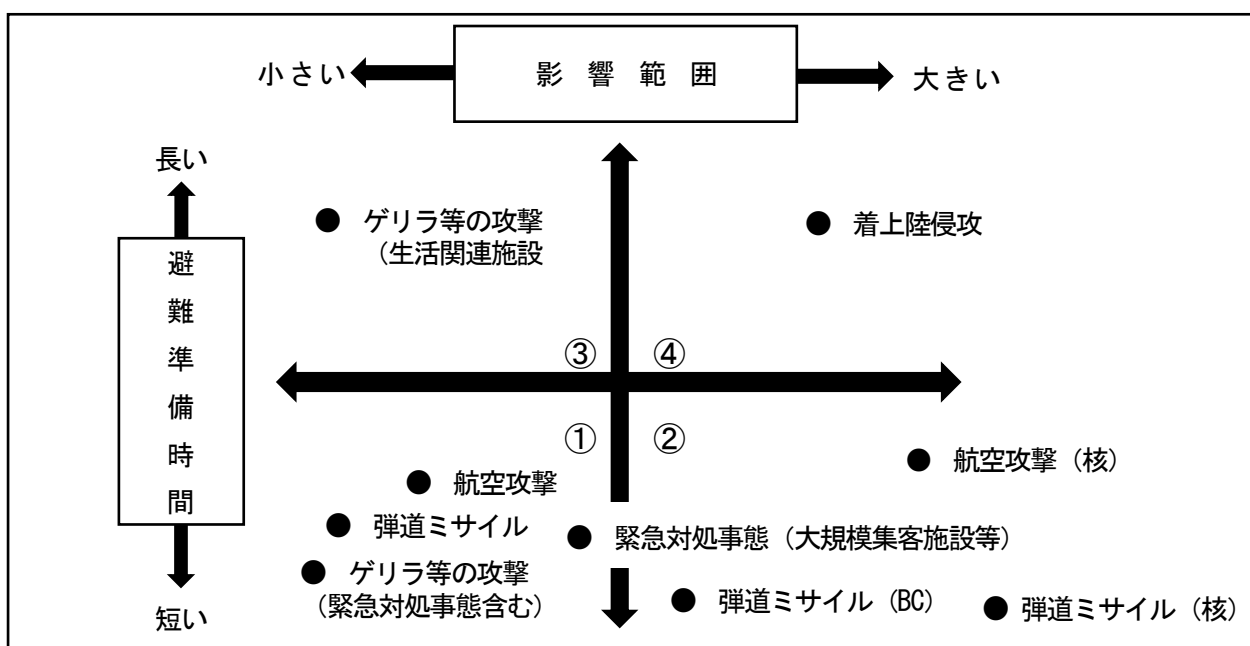 影響範囲
小さい
大きい
長い
避難準備時間
短い
● ゲリラ等の攻撃
（生活関連施設
● 着上陸侵攻
③
④
①
②
● 航空攻撃
● 航空攻撃（核）
● 弾道ミサイル
● 緊急対処事態（大規模集客施設等）
● ゲリラ等の攻撃
（緊急対処事態含む）
● 弾道ミサイル（BC）
● 弾道ミサイル（核）